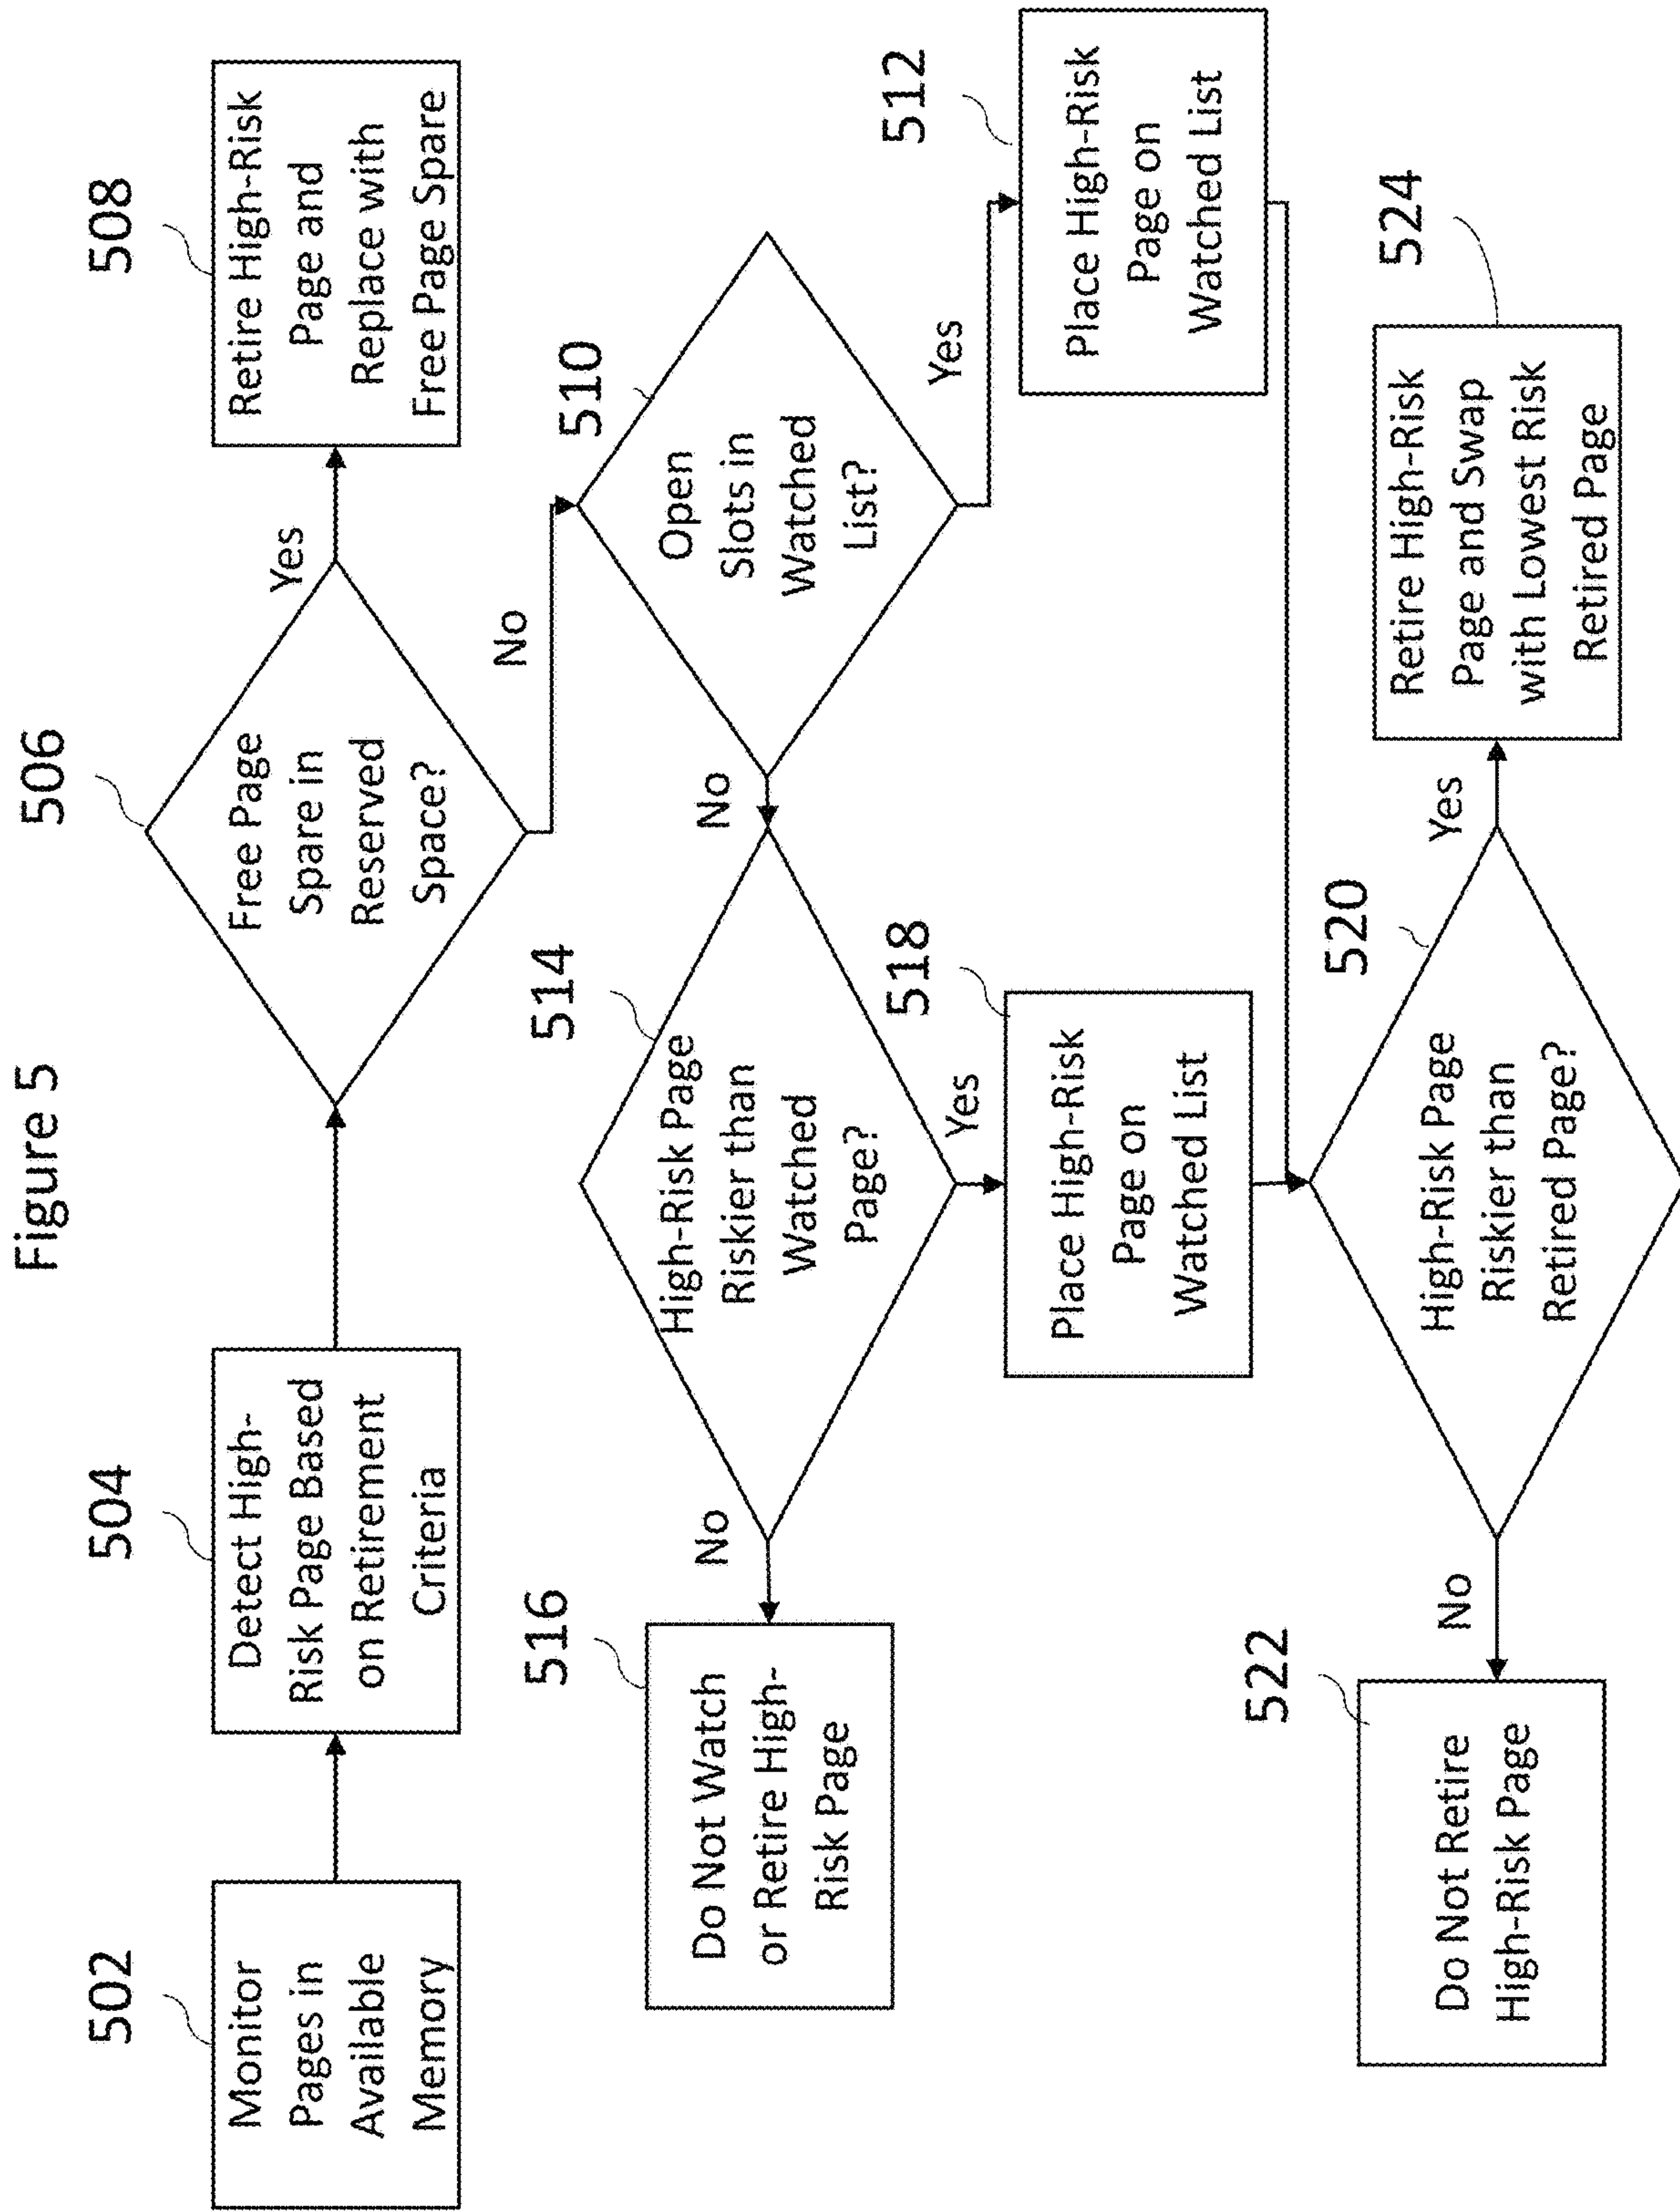 Figure 5
502
Monitor
Pages in
Available
Memory
504
Detect High-
Risk Page Based
on Retirement
Criteria
506
Free Page
Spare in
Reserved
Space?
Yes
No
508
Retire High-Risk
Page and
Replace with
Free Page Spare
510
Open
Slots in
Watched
List?
No
Yes
512
Place High-Risk
Page on
Watched List
514
High-Risk Page
Riskier than
Watched
Page?
No
Yes
516
Do Not Watch
or Retire High-
Risk Page
518
Place High-Risk
Page on
Watched List
520
High-Risk Page
Riskier than
Retired Page?
No
Yes
522
Do Not Retire
High-Risk Page
524
Retire High-Risk
Page and Swap
with Lowest Risk
Retired Page